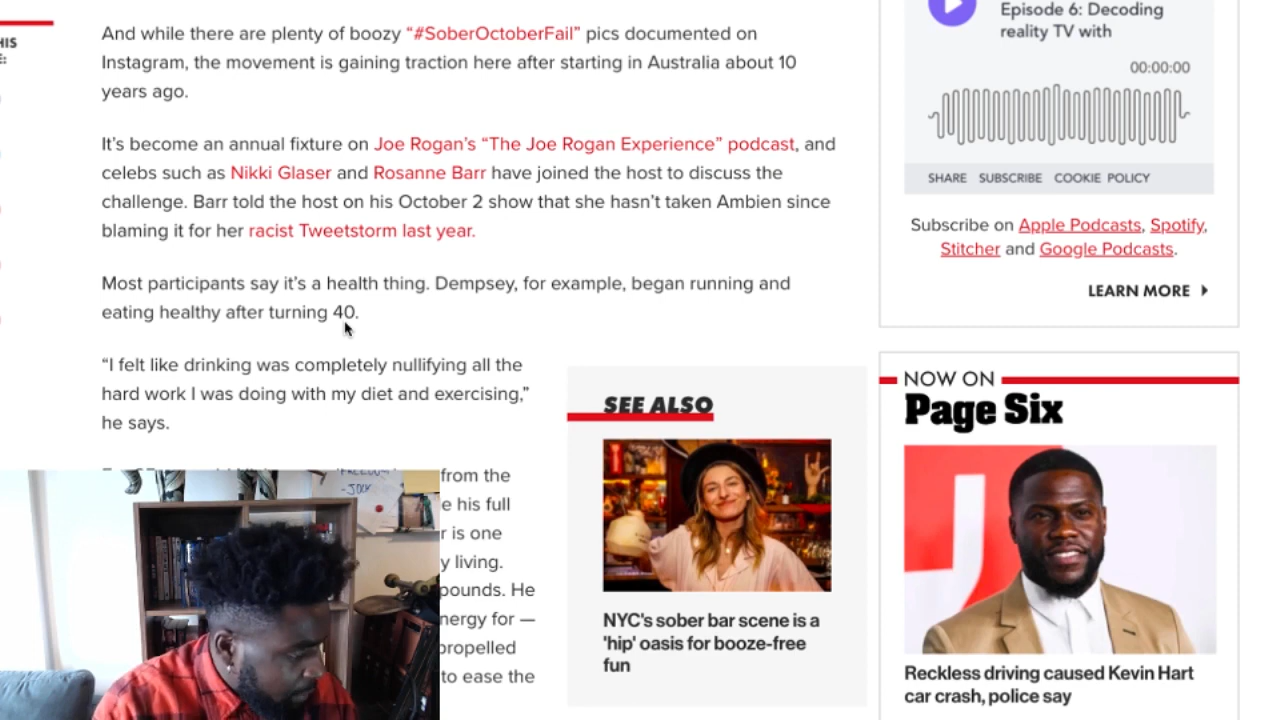 HIS
E:
And while there are plenty of boozy “#SoberOctoberFail” pics documented on
Instagram, the movement is gaining traction here after starting in Australia about 10
years ago.
It’s become an annual fixture on Joe Rogan’s “The Joe Rogan Experience” podcast, and
celebs such as Nikki Glaser and Rosanne Barr have joined the host to discuss the
challenge. Barr told the host on his October 2 show that she hasn’t taken Ambien since
blaming it for her racist Tweetstorm last year.
Most participants say it’s a health thing. Dempsey, for example, began running and
eating healthy after turning 40.
“I felt like drinking was completely nullifying all the
hard work I was doing with my diet and exercising,”
he says.
from the
e his full
r is one
y living.
pounds. He
nergy for —
propelled
to ease the
-JOCK
SEE ALSO
NYC's sober bar scene is a
'hip' oasis for booze-free
fun
Episode 6: Decoding
reality TV with
00:00:00
SHARE SUBSCRIBE COOKIE POLICY
Subscribe on Apple Podcasts, Spotify,
Stitcher and Google Podcasts.
LEARN MORE
NOW ON
Page Six
Reckless driving caused Kevin Hart
car crash, police say